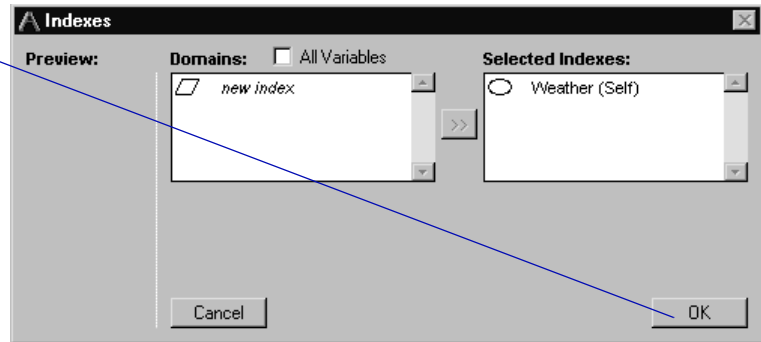 Indexes
Preview: Domains: All Variables Selected Indexes:
new index Weather (Self)
>>
Cancel OK